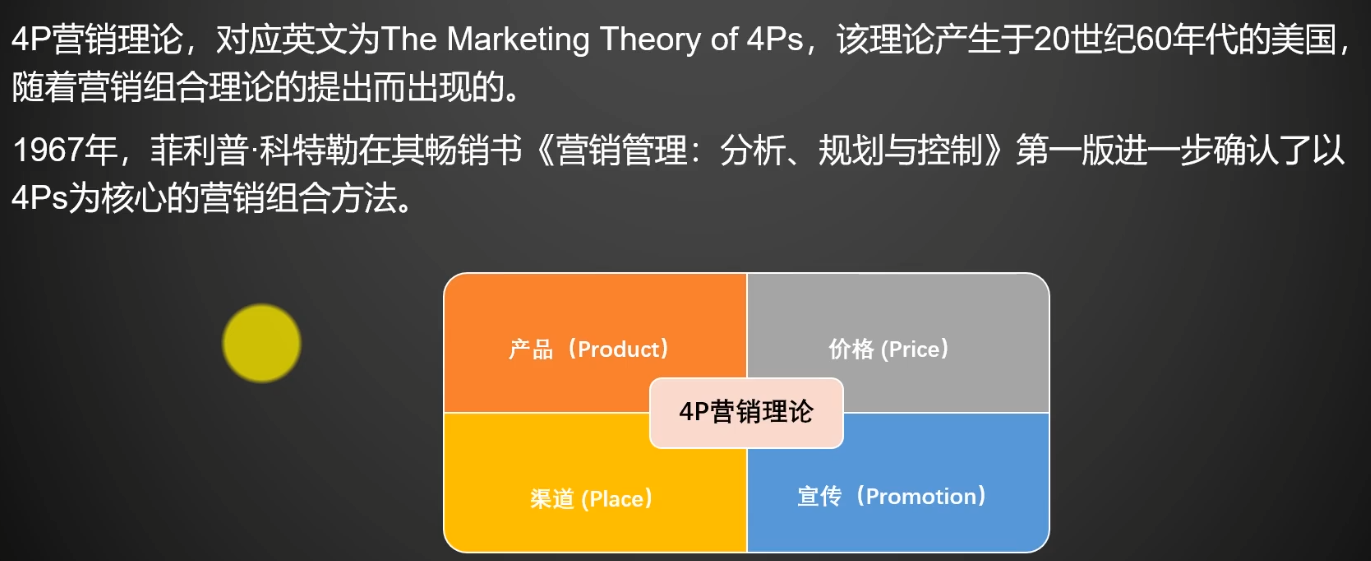 4P营销理论，对应英文为The Marketing Theory of 4Ps，该理论产生于20世纪60年代的美国，
随着营销组合理论的提出而出现的。
1967年，菲利普·科特勒在其畅销书《营销管理：分析、规划与控制》第一版进一步确认了以
4Ps为核心的营销组合方法。
产品（Product）
价格 (Price）
4P营销理论
渠道 (Place）
宣传（Promotion）